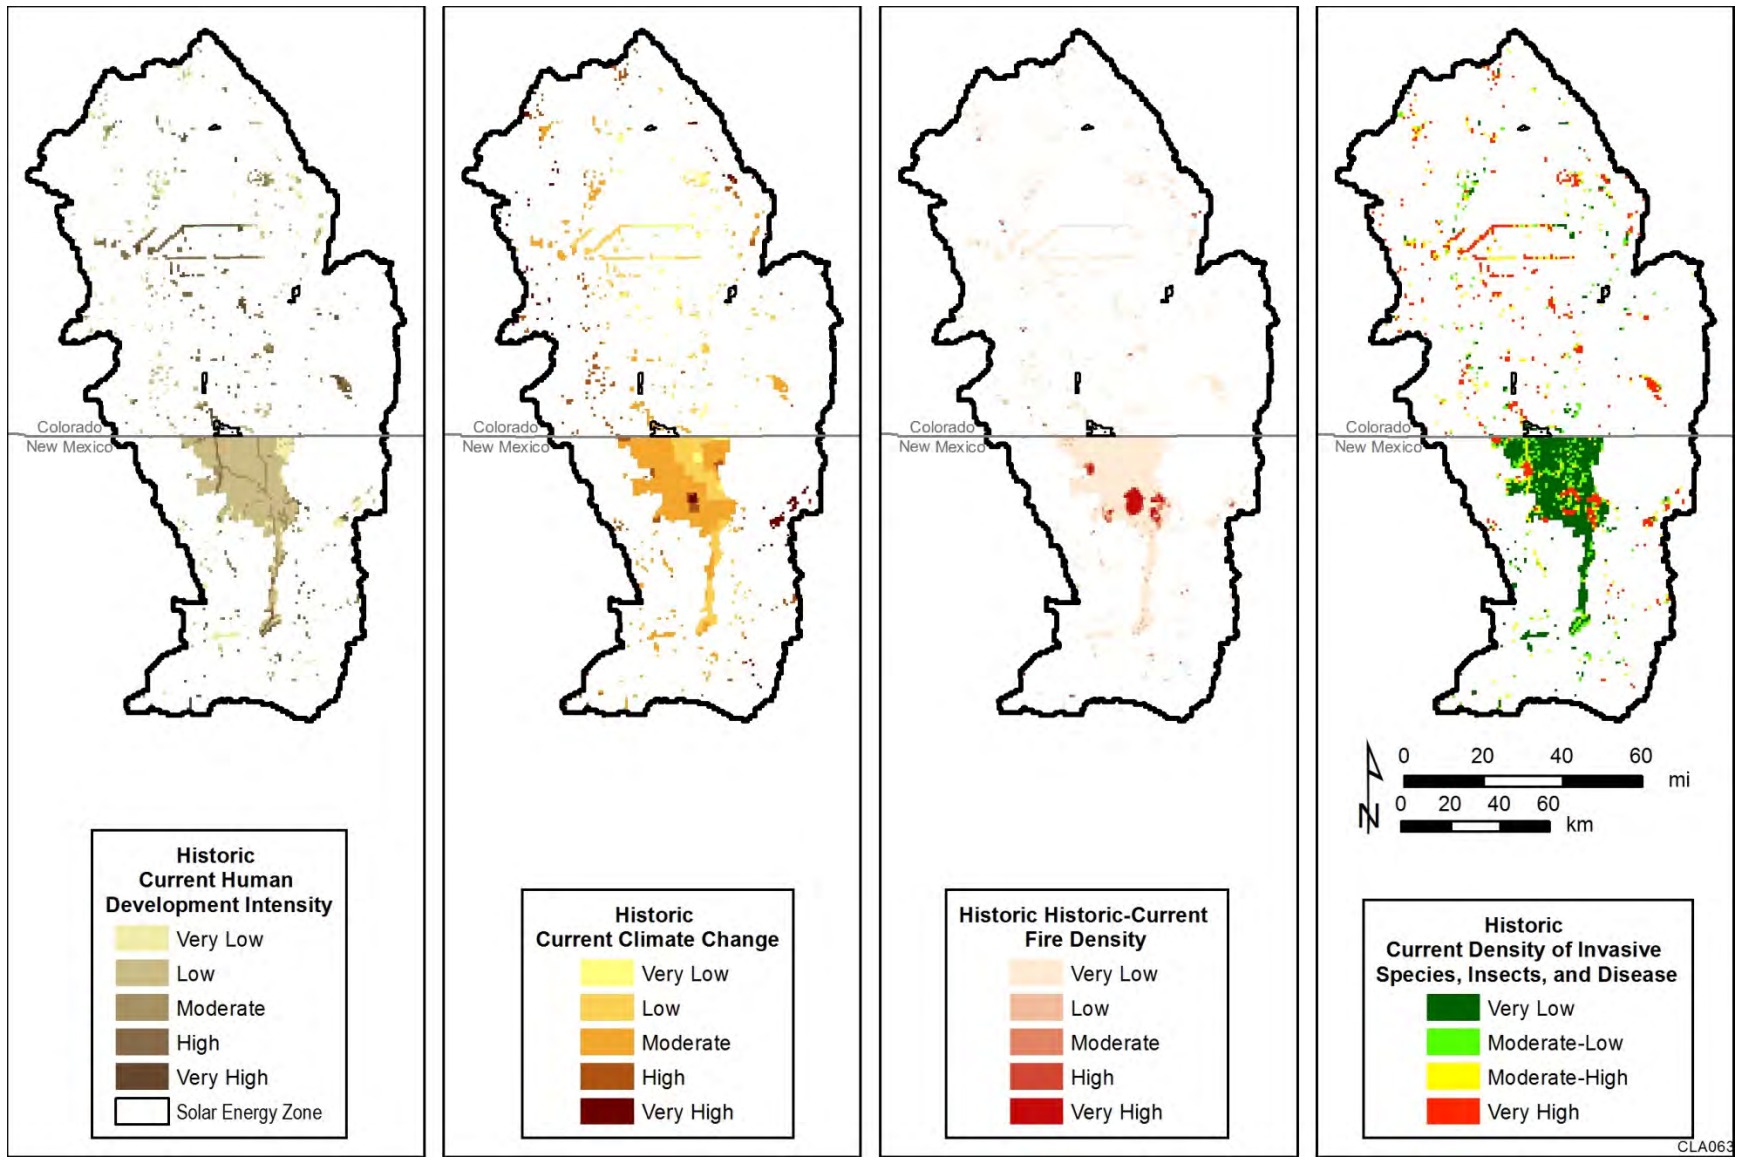 Colorado
New Mexico
Historic
Current Human
Development Intensity
Very Low
Low
Moderate
High
Very High
Solar Energy Zone
Colorado
New Mexico
Historic
Current Climate Change
Very Low
Low
Moderate
High
Very High
Colorado
New Mexico
Historic Historic-Current
Fire Density
Very Low
Low
Moderate
High
Very High
Colorado
New Mexico
0 20 40 60
mi
0 20 40 60
km
N
Historic
Current Density of Invasive
Species, Insects, and Disease
Very Low
Moderate-Low
Moderate-High
Very High
CLA063